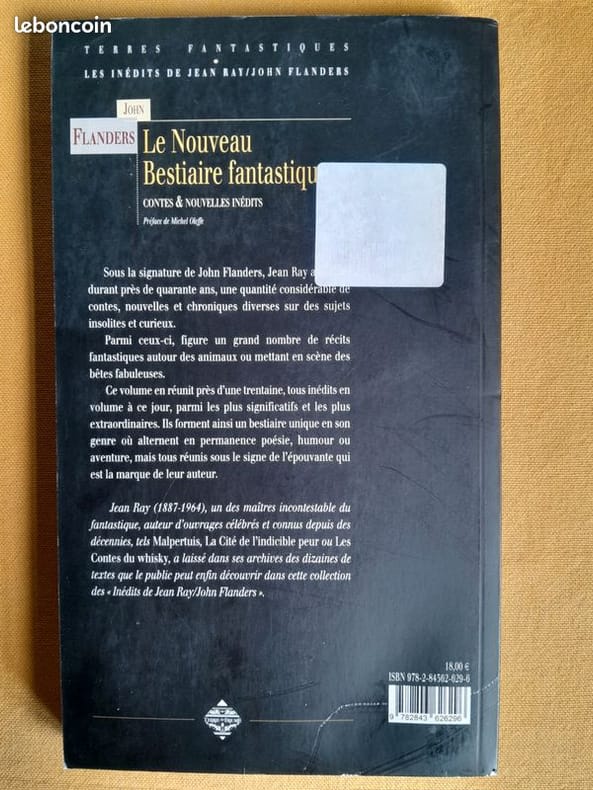 leboncoin
TERRES FANTASTIQUES
LES INÉDITS DE JEAN RAY/JOHN FLANDERS
JOHN
FLANDERS
Le Nouveau
Bestiaire fantastiqu
CONTES & NOUVELLES INÉDITS
Préface de Michel Oleffe
Sous la signature de John Flanders, Jean Ray a
durant près de quarante ans, une quantité considérable de
contes, nouvelles et chroniques diverses sur des sujets
insolites et curieux.
Parmi ceux-ci, figure un grand nombre de récits
fantastiques autour des animaux ou mettant en scène des
bêtes fabuleuses.
Ce volume en réunit près d'une trentaine, tous inédits en
volume à ce jour, parmi les plus significatifs et les plus
extraordinaires. Ils forment ainsi un bestiaire unique en son
genre où alternent en permanence poésie, humour ou
aventure, mais tous réunis sous le signe de l'épouvante qui
est la marque de leur auteur.
Jean Ray (1887-1964), un des maîtres incontestable du
fantastique, auteur d'ouvrages célébrés et connus depuis des
décennies, tels Malpertuis, La Cité de l'indicible peur ou Les
Contes du whisky, a laissé dans ses archives des dizaines de
textes que le public peut enfin découvrir dans cette collection
des « Inédits de Jean Ray/John Flanders ».
18,00 €
ISBN 978-2-84362-629-6
9 782843 626296